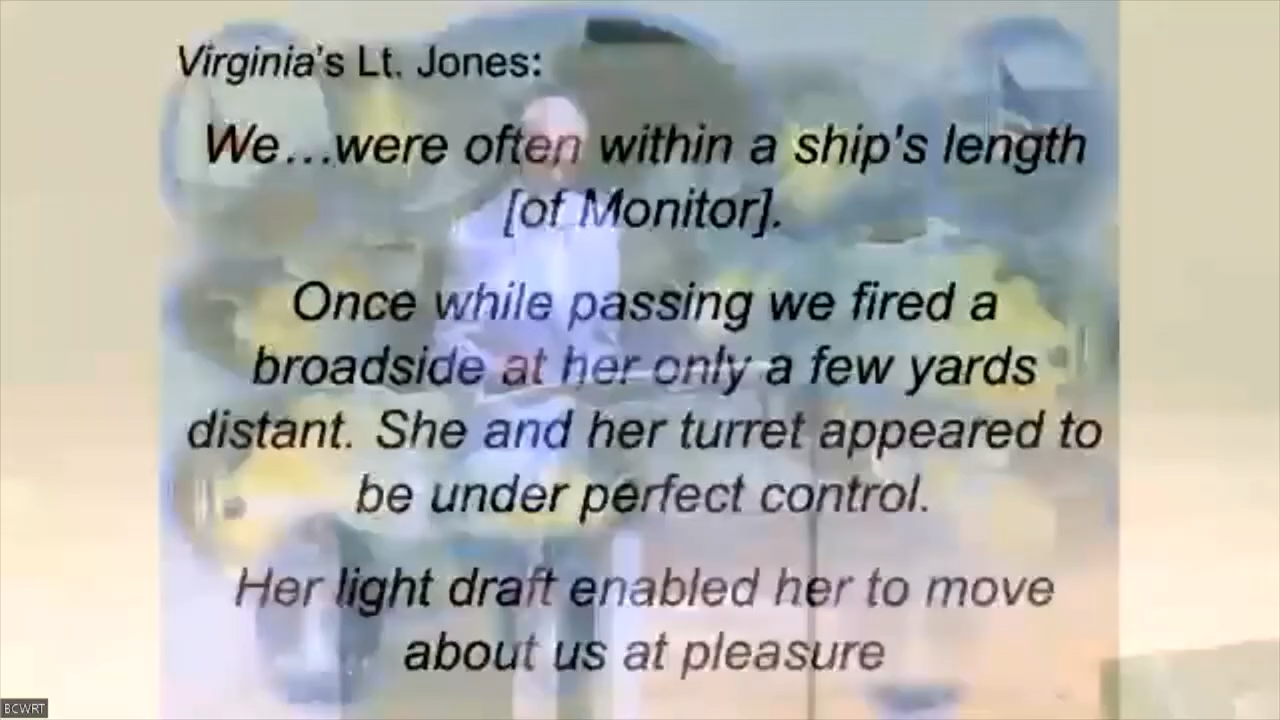 Virginia's Lt. Jones:
We…were often within a ship's length
[of Monitor].
Once while passing we fired a
broadside at her only a few yards
distant. She and her turret appeared to
be under perfect control.
Her light draft enabled her to move
about us at pleasure
BCWRT